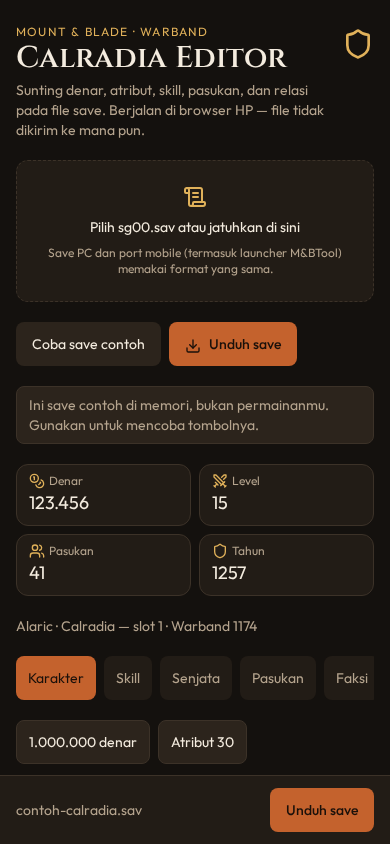 MOUNT & BLADE · WARBAND
CALRADIA EDITOR
Sunting denar, atribut, skill, pasukan, dan relasi
pada file save. Berjalan di browser HP — file tidak
dikirim ke mana pun.
Pilih sg00.sav atau jatuhkan di sini
Save PC dan port mobile (termasuk launcher M&BTool)
memakai format yang sama.
Coba save contoh
Unduh save
Ini save contoh di memori, bukan permainanmu.
Gunakan untuk mencoba tombolnya.
Denar
123.456
Level
15
Pasukan
41
Tahun
1257
Alaric · Calradia — slot 1 · Warband 1174
Karakter
Skill
Senjata
Pasukan
Faksi
1.000.000 denar
Atribut 30
contoh-calradia.sav
Unduh save